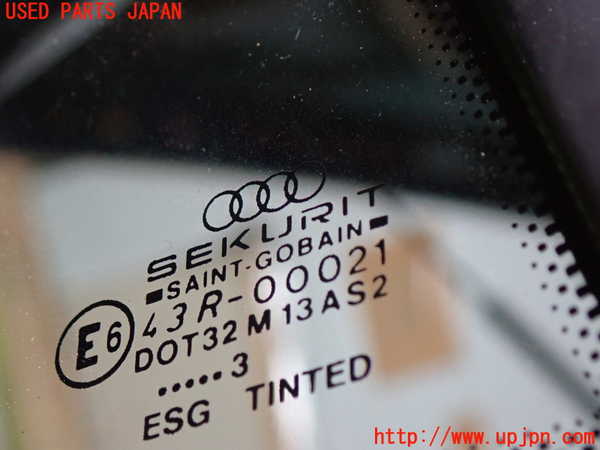 USED PARTS JAPAN
SEKURIT
SAINT-GOBAIN
E6 43R-00021
DOT32 M13AS2
.....3
ESG TINTED
http://www.upjpn.com